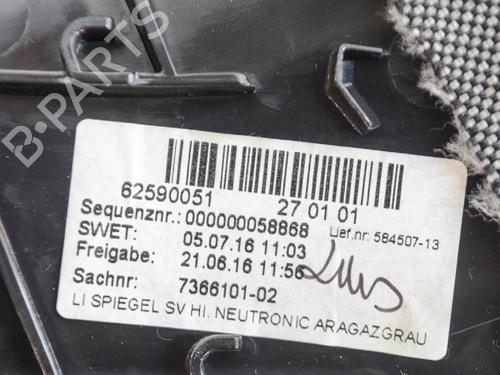 B-PARTS
62590051 27 01 01
Sequenznr.: 000000058868 Lief.nr: 584507-13
SWET: 05.07.16 11:03
Freigabe: 21.06.16 11:56
Sachnr: 7366101-02
LI SPIEGEL SV HI. NEUTRONIC ARAGAZGRAU